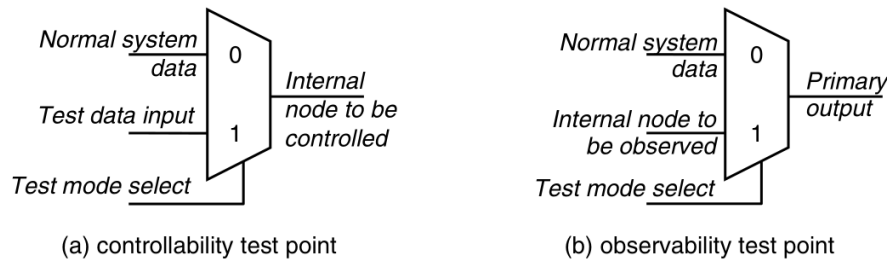 Normal system
data
0
Internal
node to be
controlled
Test data input
1
Test mode select
(a) controllability test point
Normal system
data
0
Primary
output
Internal node to
be observed
1
Test mode select
(b) observability test point